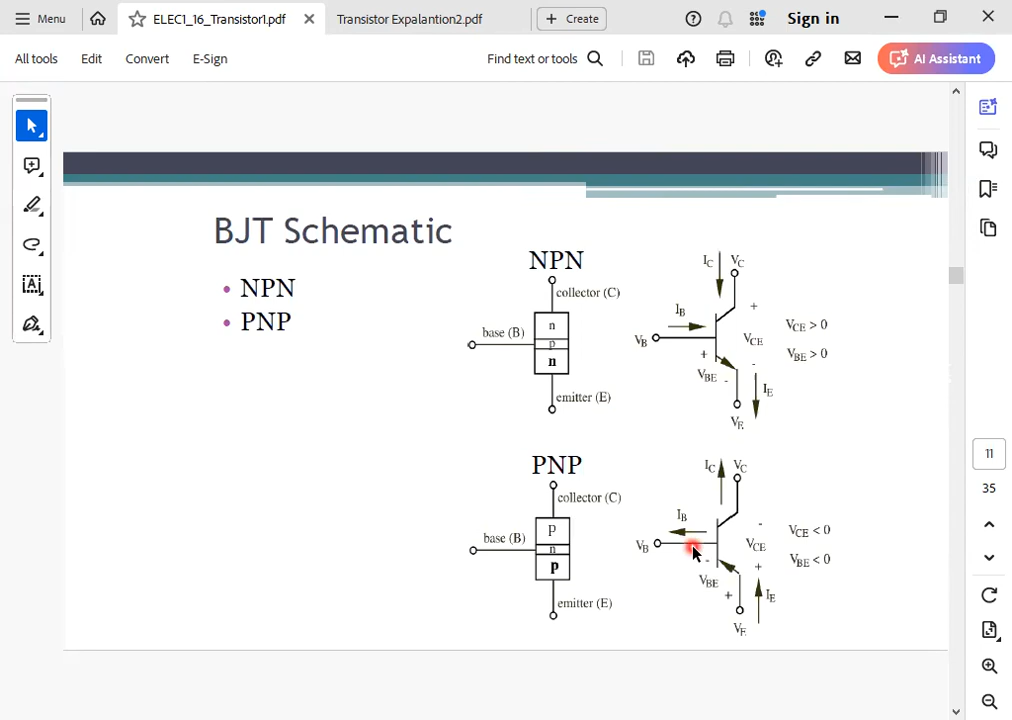 Menu
ELEC1_16_Transistor1.pdf
Transistor Expalantion2.pdf
Create
Sign in
All tools
Edit
Convert
E-Sign
Find text or tools
AI Assistant
BJT Schematic
• NPN
• PNP
NPN
collector (C)
base (B)
n
p
n
emitter (E)
IC
VC
IB
+
VB
VCE
VCE > 0
+
VBE > 0
-
VBE
-
IE
VE
PNP
collector (C)
base (B)
p
n
p
emitter (E)
IC
VC
IB
-
VCE < 0
VB
VCE
VBE < 0
-
+
VBE
+
IE
VE
11
35